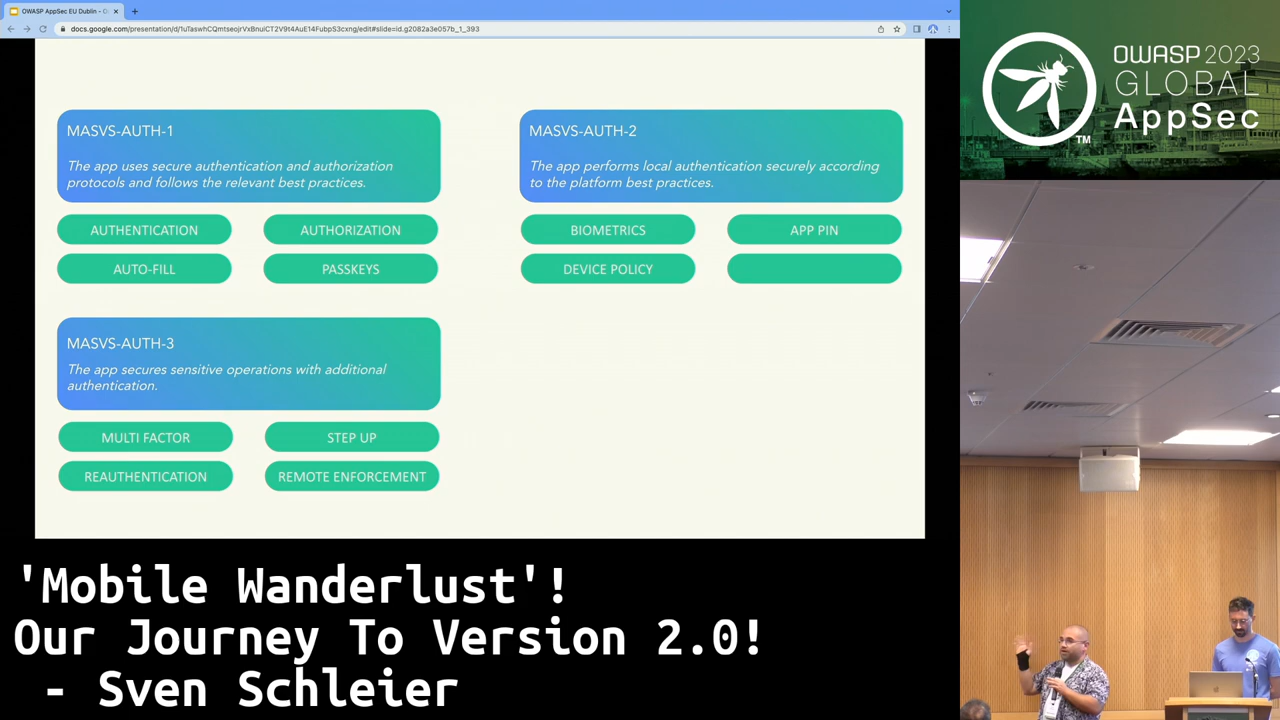 OWASP AppSec EU Dublin - Co
docs.google.com/presentation/d/1uTaswhCQmtseojrVxBnuiCT2V9t4AuE14FubpS3cxng/edit#slide=id.g2082a3e057b_1_393
OWASP 2023
GLOBAL
AppSec
TM
MASVS-AUTH-1
The app uses secure authentication and authorization
protocols and follows the relevant best practices.
AUTHENTICATION
AUTHORIZATION
AUTO-FILL
PASSKEYS
MASVS-AUTH-2
The app performs local authentication securely according
to the platform best practices.
BIOMETRICS
APP PIN
DEVICE POLICY
MASVS-AUTH-3
The app secures sensitive operations with additional
authentication.
MULTI FACTOR
STEP UP
REAUTHENTICATION
REMOTE ENFORCEMENT
'Mobile Wanderlust'!
Our Journey To Version 2.0!
- Sven Schleier